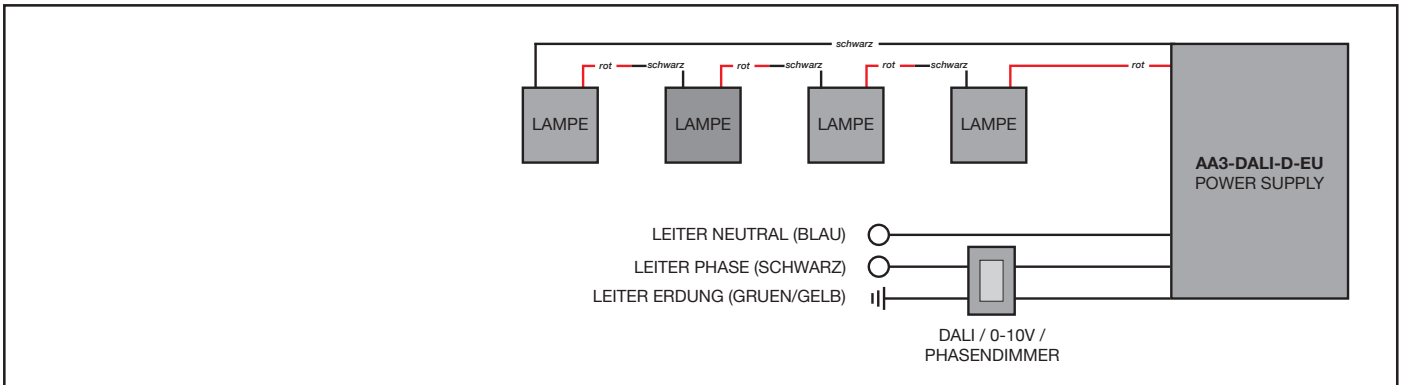 schwarz
rot schwarz rot schwarz rot schwarz rot
LAMPE LAMPE LAMPE LAMPE
AA3-DALI-D-EU
POWER SUPPLY
LEITER NEUTRAL (BLAU)
LEITER PHASE (SCHWARZ)
LEITER ERDUNG (GRUEN/GELB)
DALI / 0-10V /
PHASENDIMMER